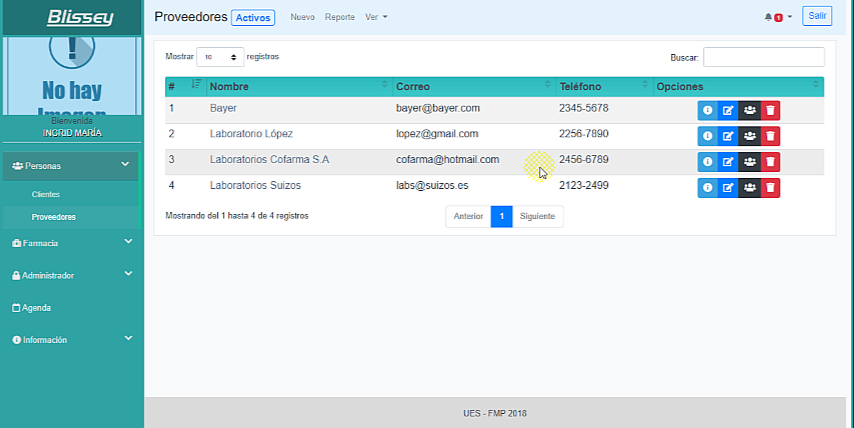 Blissey
No hay
Imagen
Bienvenida
INGRID MARÍA
Personas
Clientes
Proveedores
Farmacia
Administrador
Agenda
Información
Proveedores Activos Nuevo Reporte Ver 1 Salir
Mostrar 10 registros Buscar:
# Nombre Correo Teléfono Opciones
1 Bayer bayer@bayer.com 2345-5678
2 Laboratorio López lopez@gmail.com 2256-7890
3 Laboratorios Cofarma S.A cofarma@hotmail.com 2456-6789
4 Laboratorios Suizos labs@suizos.es 2123-2499
Mostrando del 1 hasta 4 de 4 registros Anterior 1 Siguiente
UES - FMP 2018